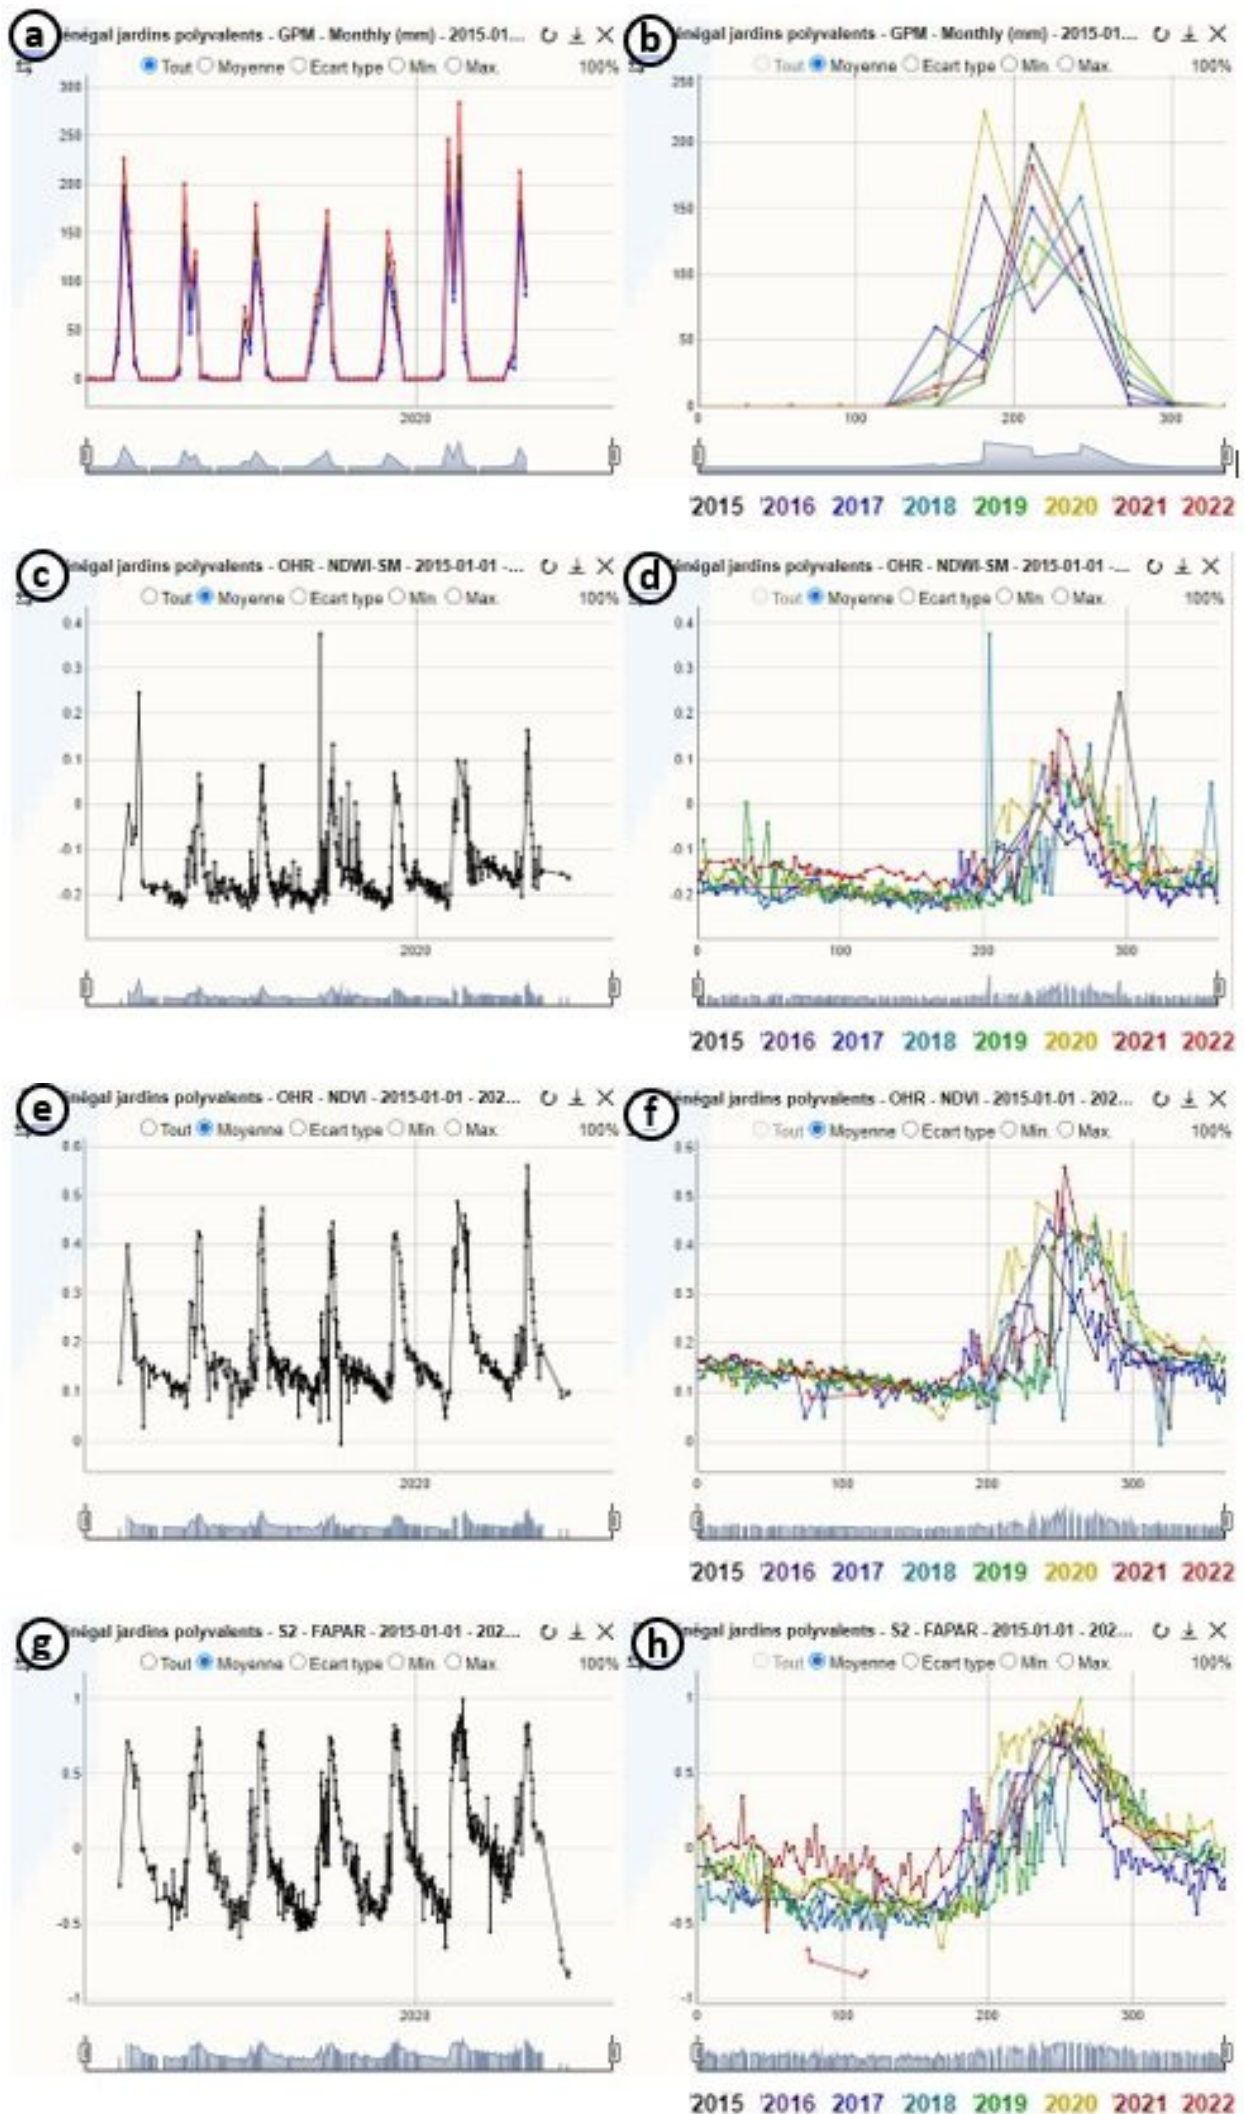 a énégal jardins polyvalents - GPM - Monthly (mm) - 2015-01...
Tout Moyenne Ecart type Min. Max. 100%
300
250
200
150
100
50
0
2020
b énégal jardins polyvalents - GPM - Monthly (mm) - 2015-01...
Tout Moyenne Ecart type Min. Max. 100%
250
200
150
100
50
0
0 100 200 300
'2015 '2016 '2017 '2018 '2019 '2020 '2021 '2022
c énégal jardins polyvalents - OHR - NDWI-SM - 2015-01-01 -...
Tout Moyenne Ecart type Min. Max. 100%
0.4
0.3
0.2
0.1
0
-0.1
-0.2
2020
d énégal jardins polyvalents - OHR - NDWI-SM - 2015-01-01 -...
Tout Moyenne Ecart type Min. Max. 100%
0.4
0.3
0.2
0.1
0
-0.1
-0.2
0 100 200 300
'2015 '2016 '2017 '2018 '2019 '2020 '2021 '2022
e énégal jardins polyvalents - OHR - NDVI - 2015-01-01 - 202...
Tout Moyenne Ecart type Min. Max. 100%
0.6
0.5
0.4
0.3
0.2
0.1
0
2020
f énégal jardins polyvalents - OHR - NDVI - 2015-01-01 - 202...
Tout Moyenne Ecart type Min. Max. 100%
0.6
0.5
0.4
0.3
0.2
0.1
0
0 100 200 300
'2015 '2016 '2017 '2018 '2019 '2020 '2021 '2022
g énégal jardins polyvalents - S2 - FAPAR - 2015-01-01 - 202...
Tout Moyenne Ecart type Min. Max. 100%
1
0.5
0
-0.5
-1
2020
h énégal jardins polyvalents - S2 - FAPAR - 2015-01-01 - 202...
Tout Moyenne Ecart type Min. Max. 100%
1
0.5
0
-0.5
-1
0 100 200 300
'2015 '2016 '2017 '2018 '2019 '2020 '2021 '2022